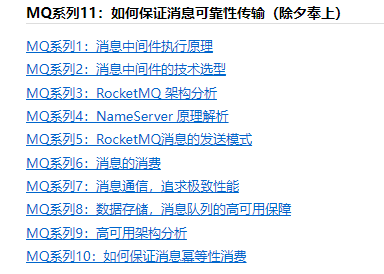 MQ系列11：如何保证消息可靠性传输（除夕奉上）
MQ系列1：消息中间件执行原理
MQ系列2：消息中间件的技术选型
MQ系列3：RocketMQ 架构分析
MQ系列4：NameServer 原理解析
MQ系列5：RocketMQ消息的发送模式
MQ系列6：消息的消费
MQ系列7：消息通信，追求极致性能
MQ系列8：数据存储，消息队列的高可用保障
MQ系列9：高可用架构分析
MQ系列10：如何保证消息幂等性消费